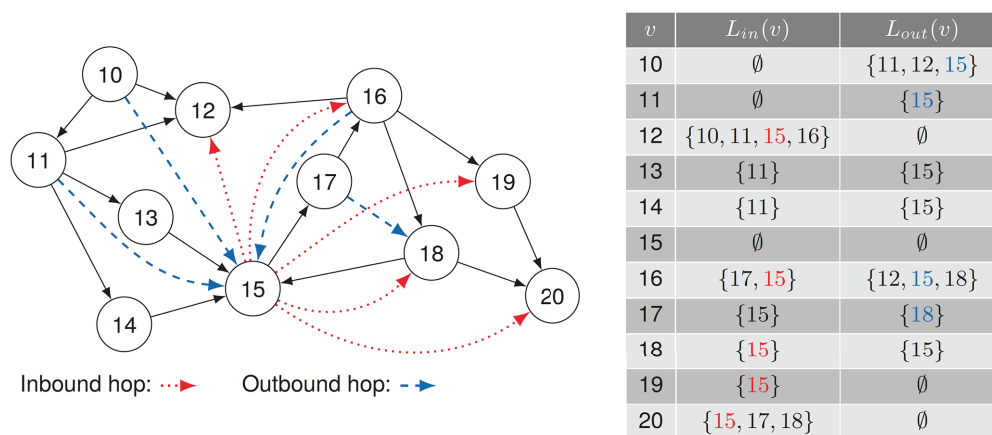 10
12
16
11
17
19
13
18
15
20
14
Inbound hop: Outbound hop:
v L_in(v) L_out(v)
10 ∅ {11, 12, 15}
11 ∅ {15}
12 {10, 11, 15, 16} ∅
13 {11} {15}
14 {11} {15}
15 ∅ ∅
16 {17, 15} {12, 15, 18}
17 {15} {18}
18 {15} {15}
19 {15} ∅
20 {15, 17, 18} ∅